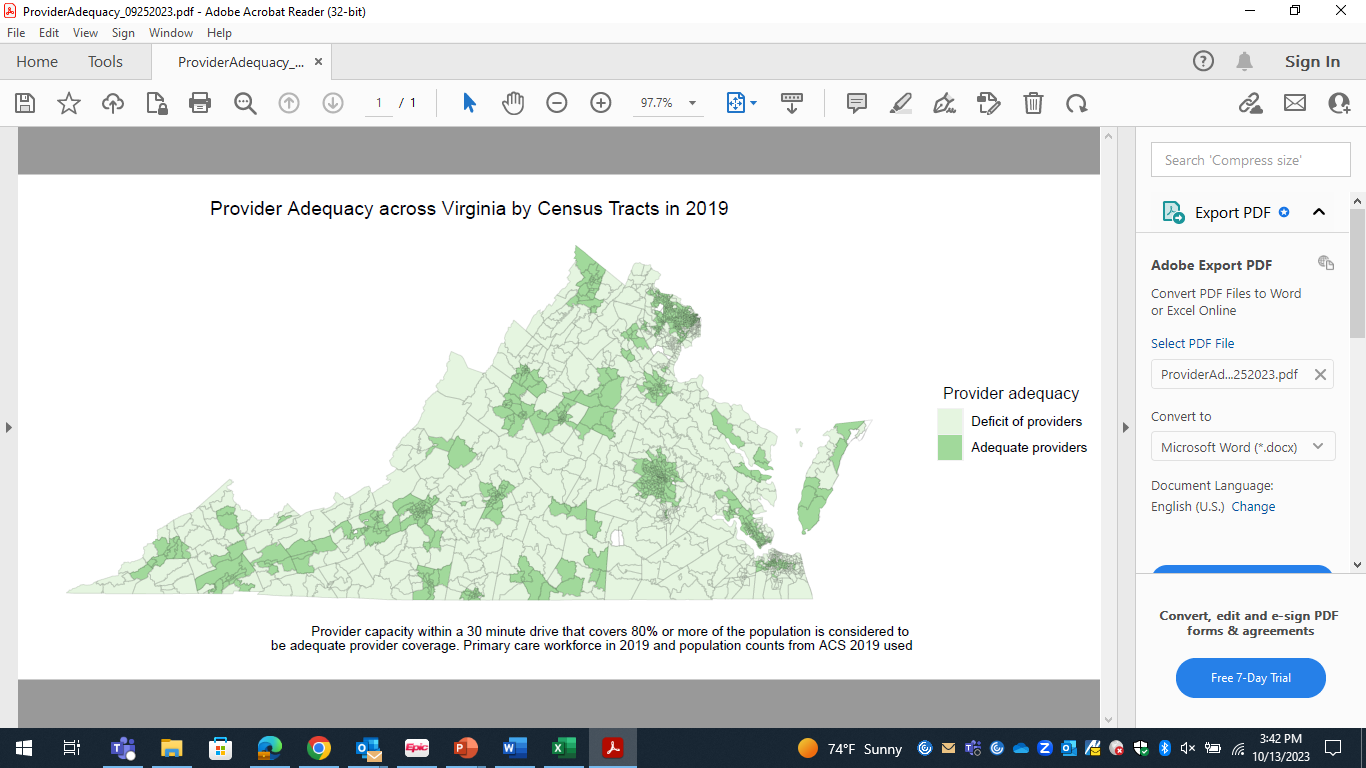 ProviderAdequacy_09252023.pdf - Adobe Acrobat Reader (32-bit)
File Edit View Sign Window Help
Home Tools ProviderAdequacy_... × Sign In
1 / 1 97.7%
Search 'Compress size'
Export PDF
Adobe Export PDF
Convert PDF Files to Word
or Excel Online
Select PDF File
ProviderAd...252023.pdf
Convert to
Microsoft Word (*.docx)
Document Language:
English (U.S.) Change
Convert, edit and e-sign PDF
forms & agreements
Free 7-Day Trial
Provider Adequacy across Virginia by Census Tracts in 2019
Provider adequacy
Deficit of providers
Adequate providers
Provider capacity within a 30 minute drive that covers 80% or more of the population is considered to
be adequate provider coverage. Primary care workforce in 2019 and population counts from ACS 2019 used
Epic
74°F Sunny
3:42 PM
10/13/2023